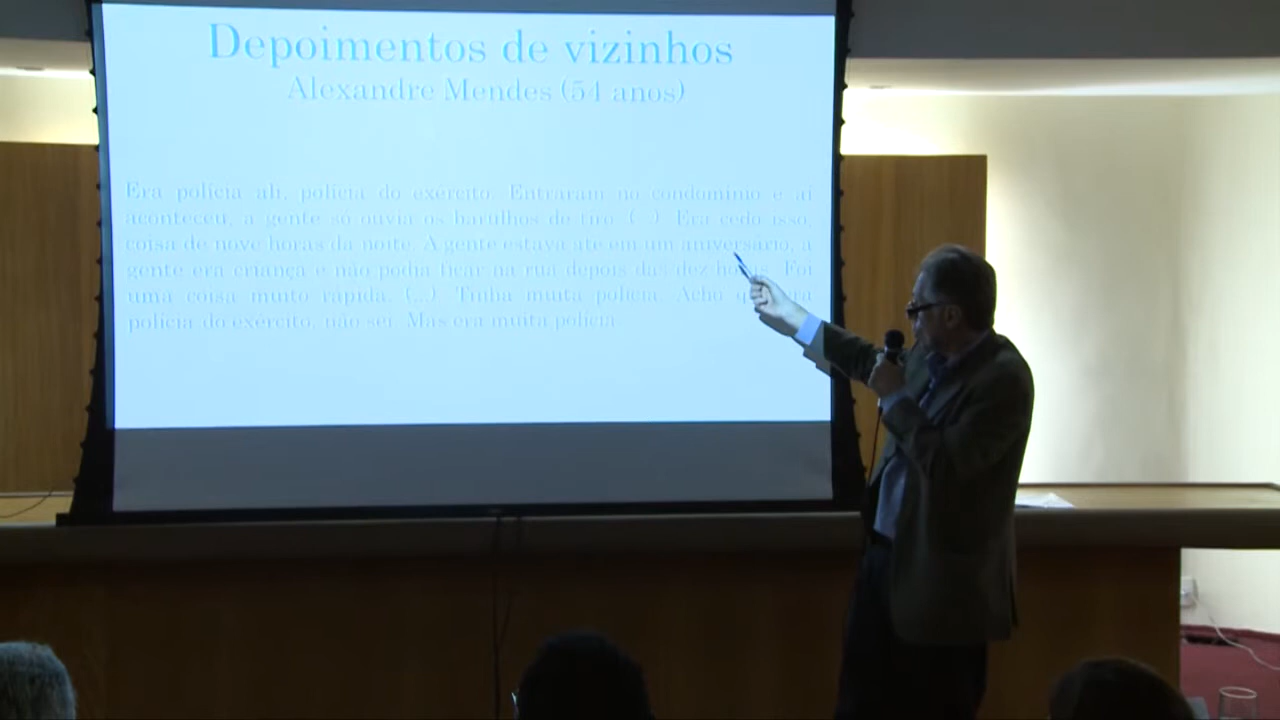 Depoimentos de vizinhos
Alexandre Mendes (54 anos)
Era polícia ali, polícia do exército. Entraram no condomínio e aí
aconteceu, a gente só ouvia os barulhos de tiro. (...). Era cedo isso,
coisa de nove horas da noite. A gente estava até em um aniversário, a
gente era criança e não podia ficar na rua depois das dez horas. Foi
uma coisa muito rápida. (...). Tinha muita polícia. Acho que era
polícia do exército, não sei. Mas era muita polícia.